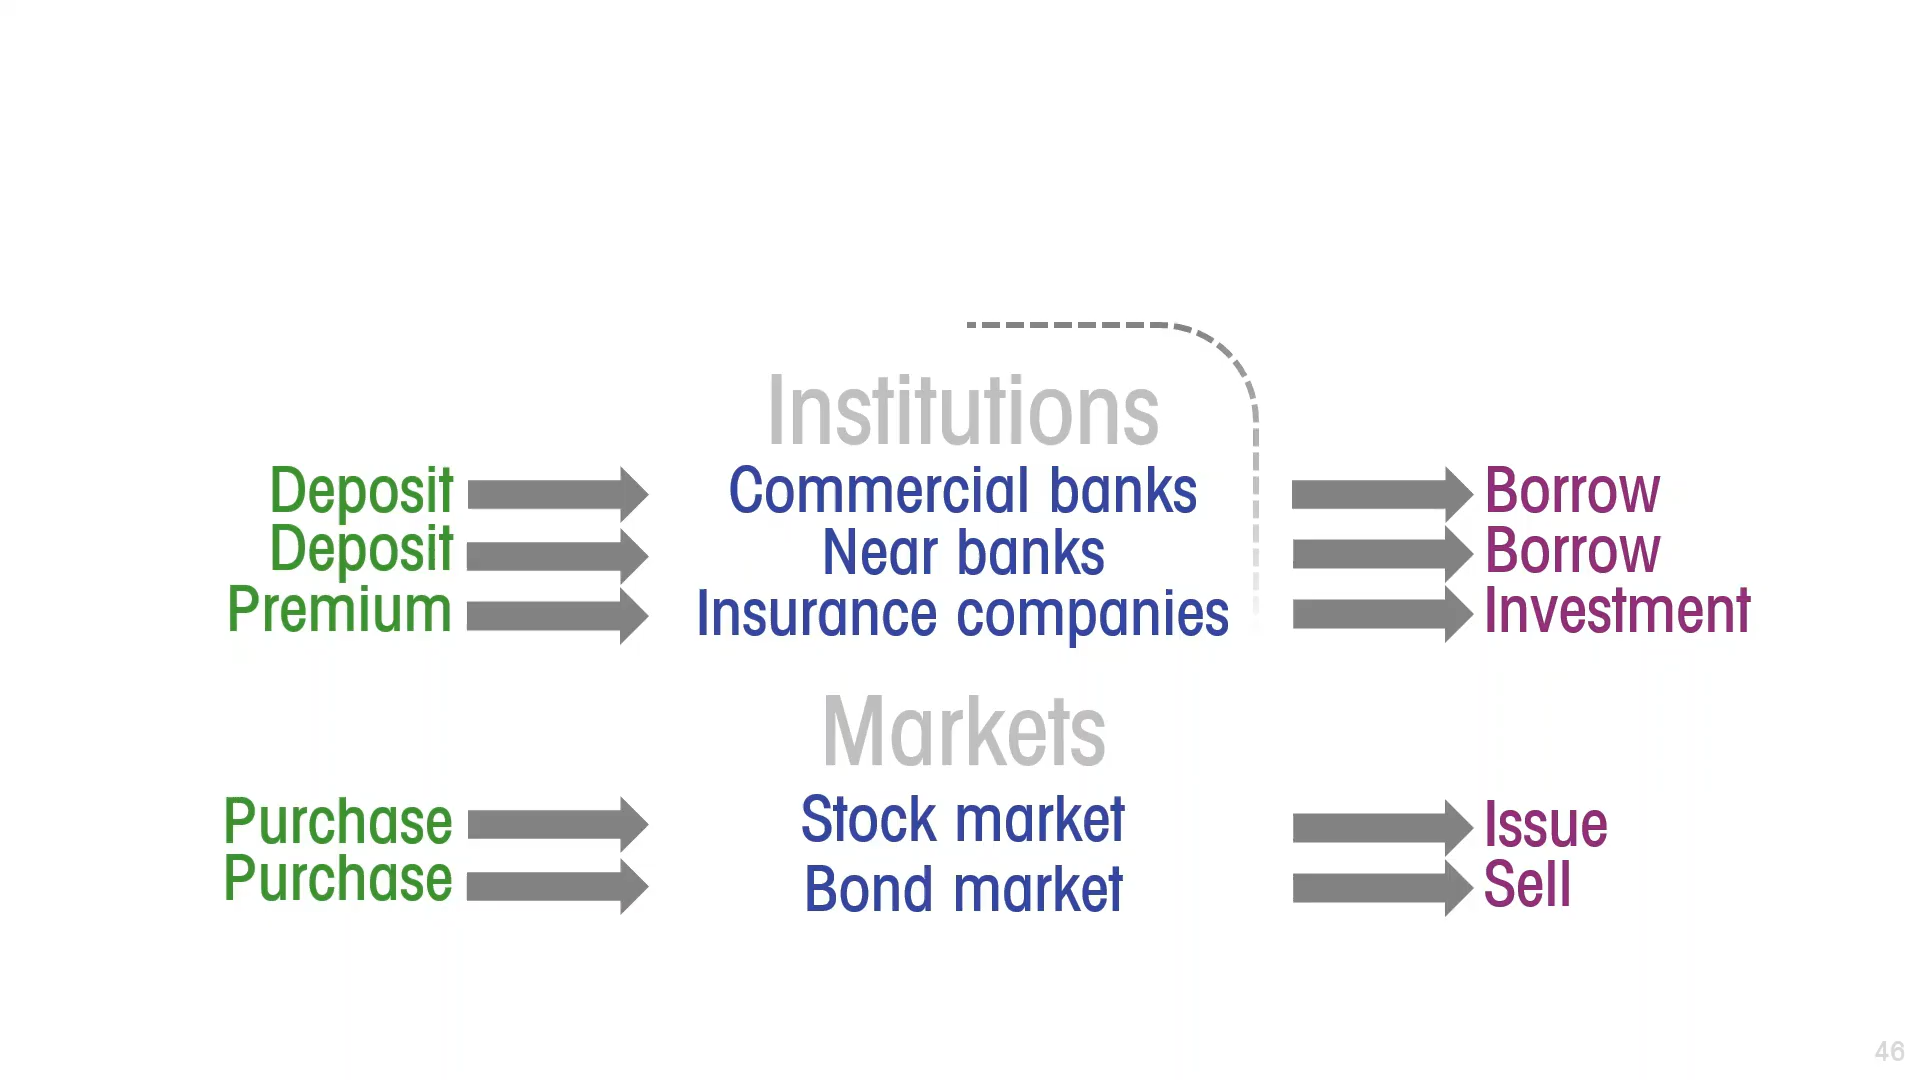 Institutions
Deposit Commercial banks Borrow
Deposit Near banks Borrow
Premium Insurance companies Investment
Markets
Purchase Stock market Issue
Purchase Bond market Sell
46